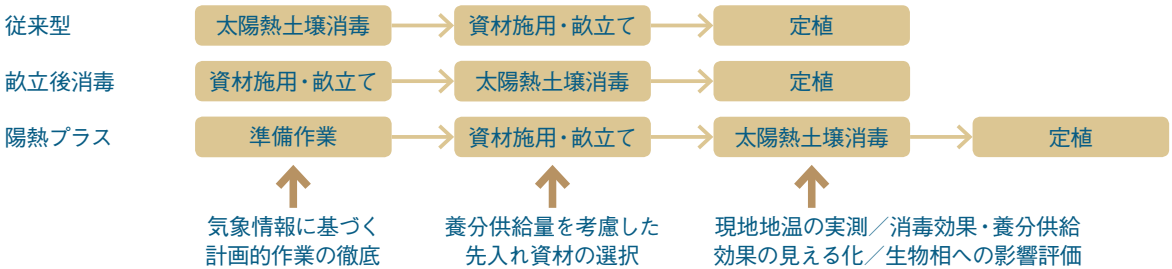 従来型 太陽熱土壌消毒 資材施用・畝立て 定植
畝立後消毒 資材施用・畝立て 太陽熱土壌消毒 定植
陽熱プラス 準備作業 資材施用・畝立て 太陽熱土壌消毒 定植
気象情報に基づく
計画的作業の徹底
養分供給量を考慮した
先入れ資材の選択
現地地温の実測／消毒効果・養分供給
効果の見える化／生物相への影響評価